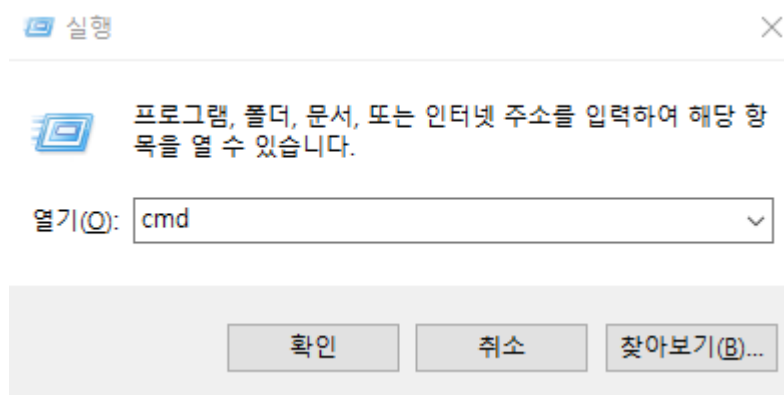 실행
프로그램, 폴더, 문서, 또는 인터넷 주소를 입력하여 해당 항
목을 열 수 있습니다.
열기(O): cmd
확인 취소 찾아보기(B)...